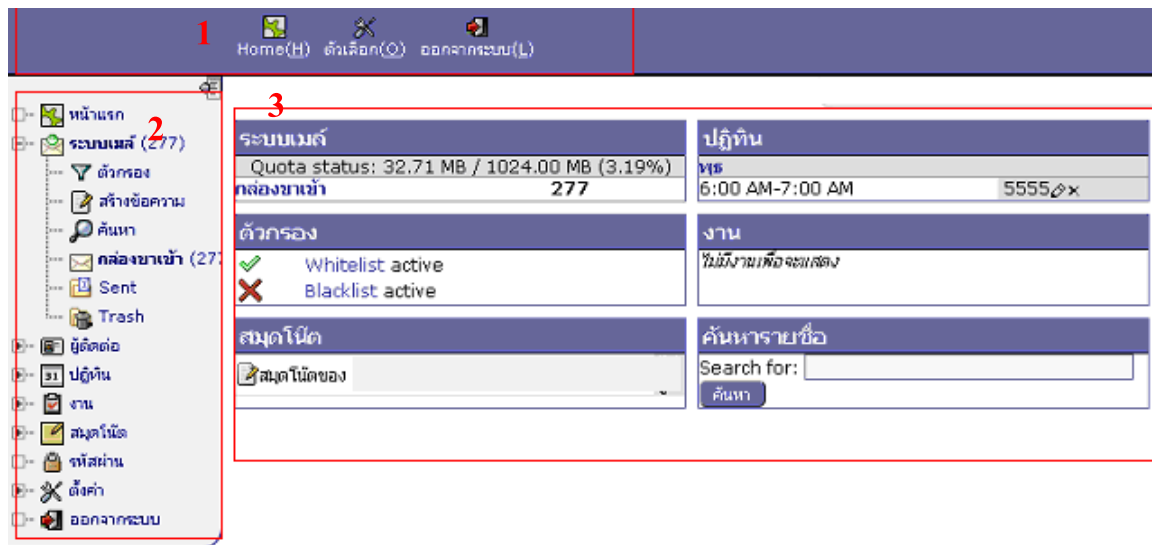 1
Home(H) ตัวเลือก(O) ออกจากระบบ(L)
2
หน้าแรก
ระบบเมล์ (277)
ตัวกรอง
สร้างข้อความ
ค้นหา
กล่องขาเข้า (27
Sent
Trash
ผู้ติดต่อ
31 ปฏิทิน
งาน
สมุดโน๊ต
รหัสผ่าน
ตั้งค่า
ออกจากระบบ
3
ระบบเมล์
Quota status: 32.71 MB / 1024.00 MB (3.19%)
กล่องขาเข้า 277
ปฏิทิน
พุธ
6:00 AM-7:00 AM 5555
ตัวกรอง
Whitelist active
Blacklist active
งาน
ไม่มีงานเพื่อจะแสดง
สมุดโน๊ต
สมุดโน๊ตของ
ค้นหารายชื่อ
Search for:
ค้นหา